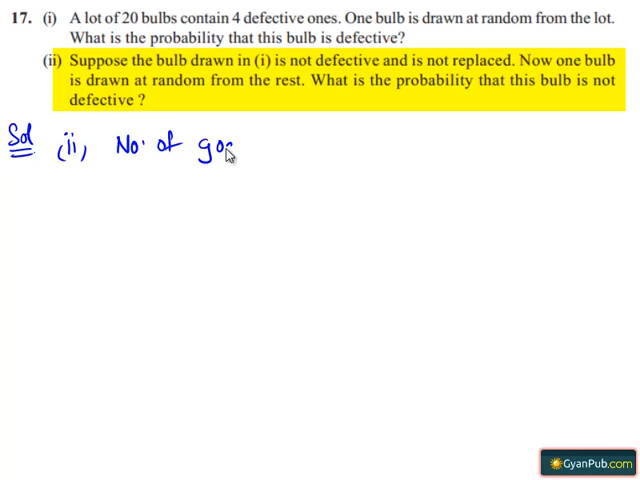 17. (i) A lot of 20 bulbs contain 4 defective ones. One bulb is drawn at random from the lot.
What is the probability that this bulb is defective?
(ii) Suppose the bulb drawn in (i) is not defective and is not replaced. Now one bulb
is drawn at random from the rest. What is the probability that this bulb is not
defective ?
Sol (ii) No. of goo
GyanPub.com